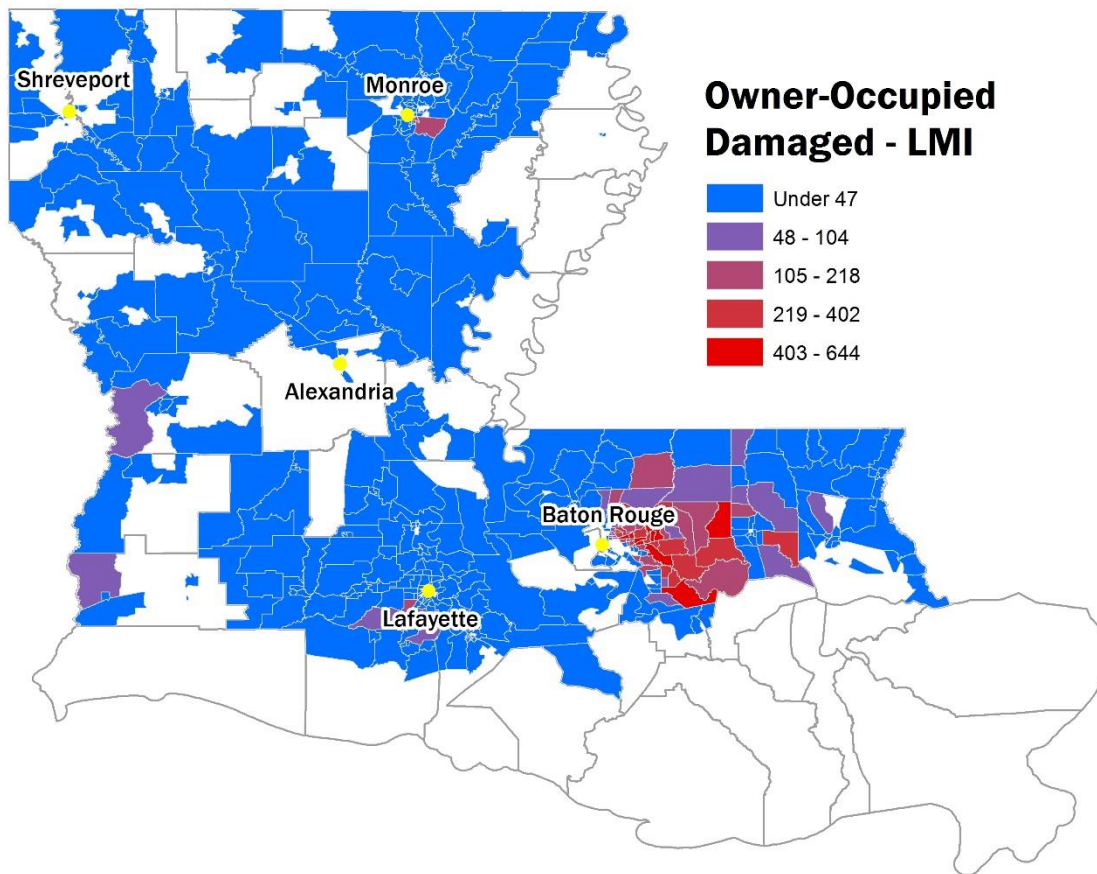 Shreveport
Monroe
Owner-Occupied
Damaged - LMI
Under 47
48 - 104
105 - 218
219 - 402
403 - 644
Alexandria
Baton Rouge
Lafayette